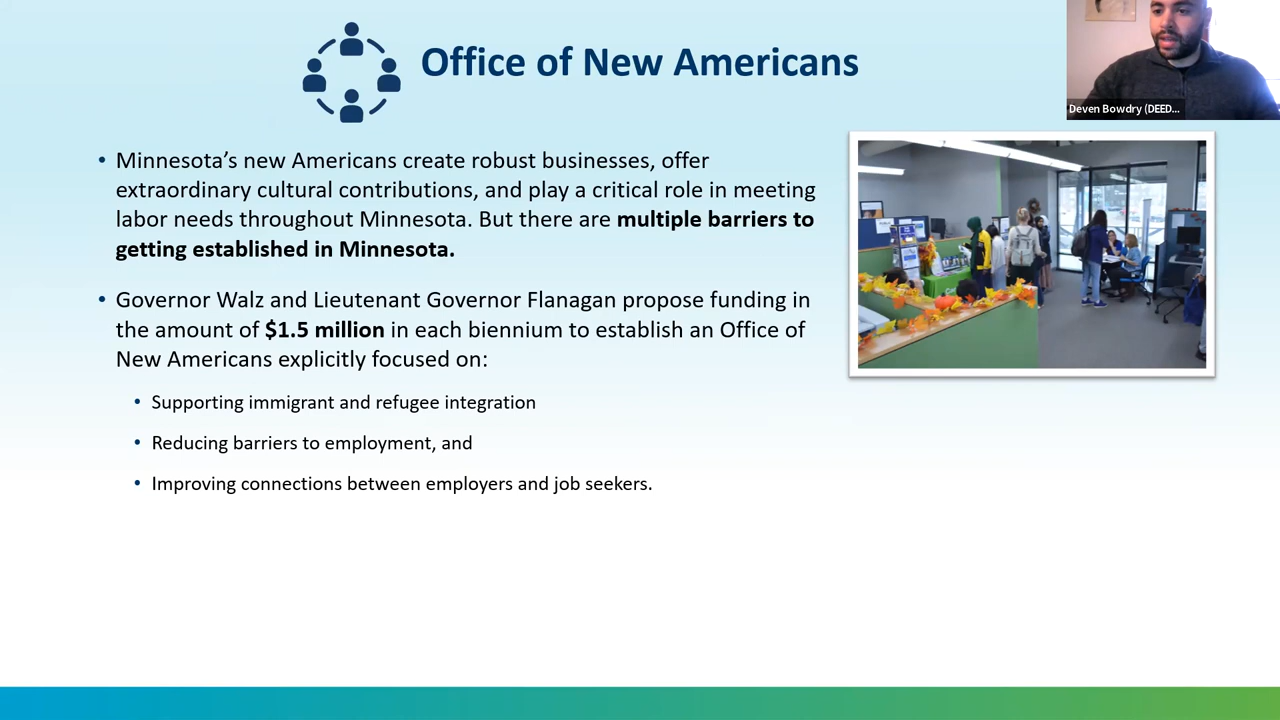 Office of New Americans
Deven Bowdry (DEED...
• Minnesota’s new Americans create robust businesses, offer
extraordinary cultural contributions, and play a critical role in meeting
labor needs throughout Minnesota. But there are multiple barriers to
getting established in Minnesota.
• Governor Walz and Lieutenant Governor Flanagan propose funding in
the amount of $1.5 million in each biennium to establish an Office of
New Americans explicitly focused on:
• Supporting immigrant and refugee integration
• Reducing barriers to employment, and
• Improving connections between employers and job seekers.